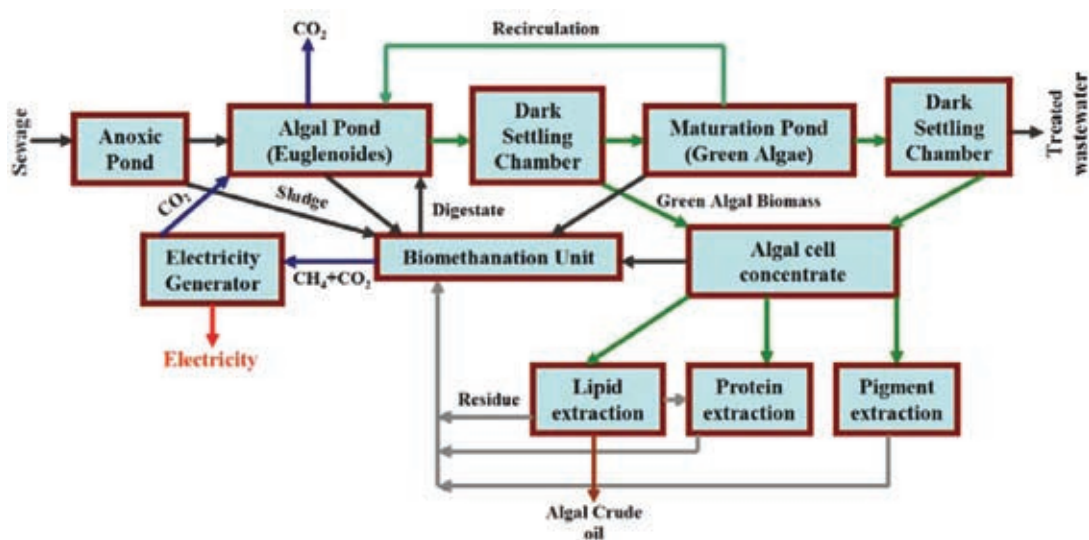 CO₂
Recirculation
Sewage
Anoxic
Pond
Algal Pond
(Euglenoides)
Dark
Settling
Chamber
Maturation Pond
(Green Algae)
Dark
Settling
Chamber
Treated
wastewater
CO₂
Sludge
Digestate
Green Algal Biomass
Electricity
Generator
CH₄+CO₂
Biomethanation Unit
Algal cell
concentrate
Electricity
Residue
Lipid
extraction
Protein
extraction
Pigment
extraction
Algal Crude
oil